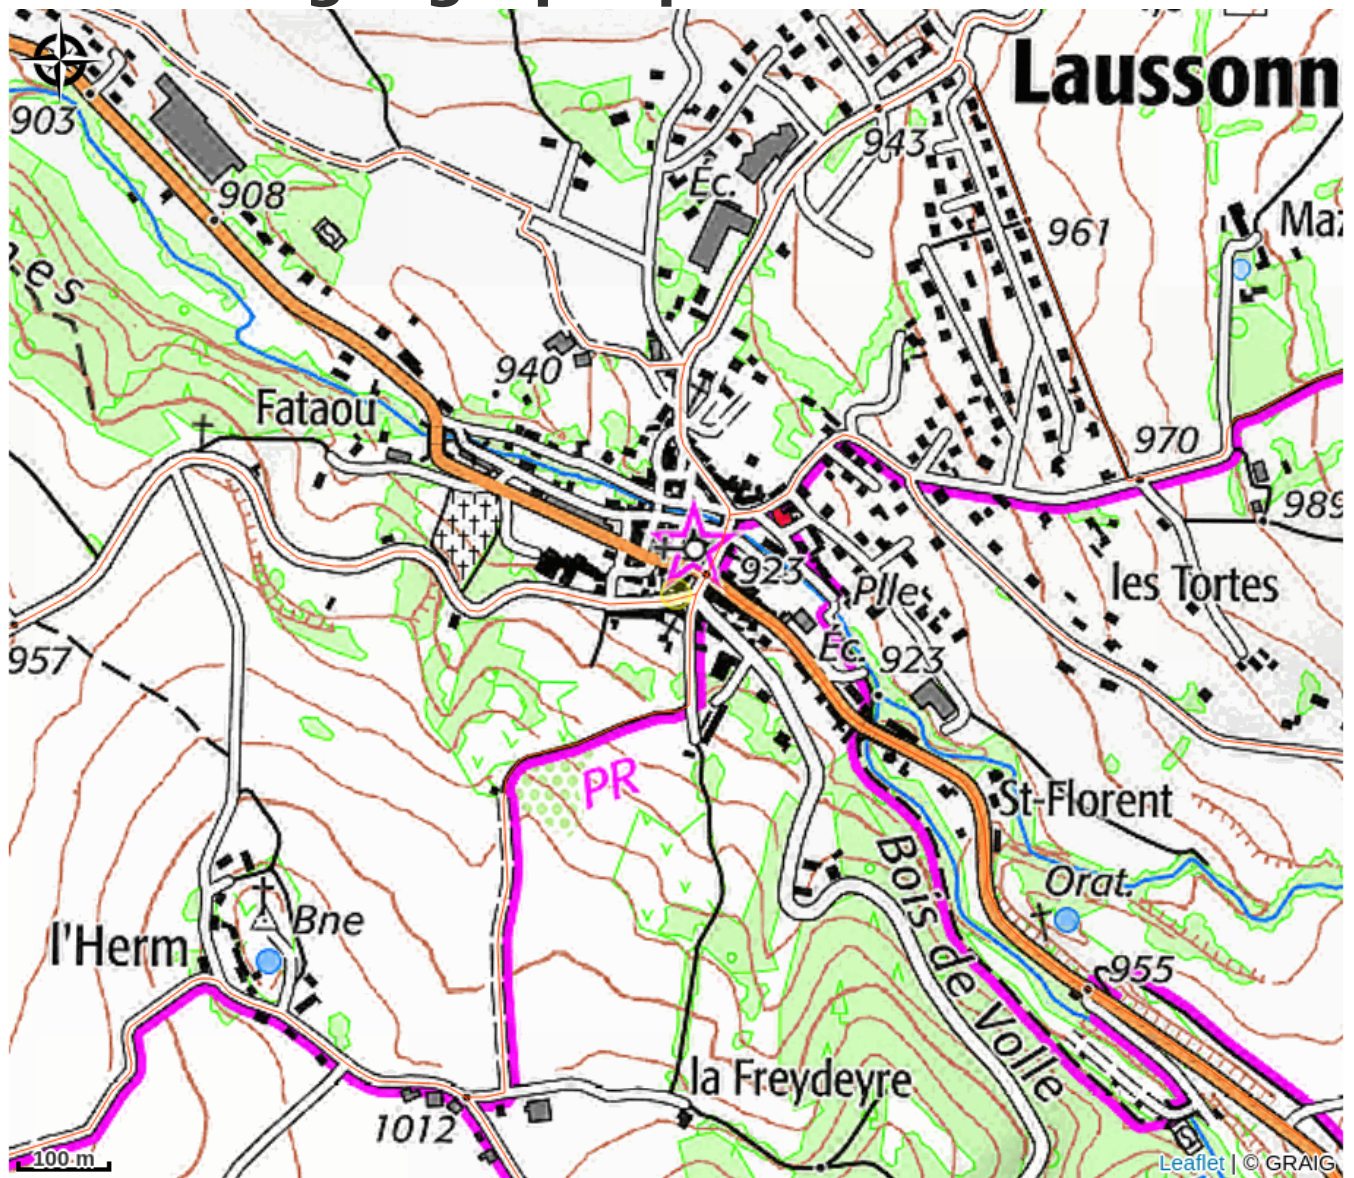 Laussonn
903
943
Éc.
908
961
Maz
es
940
Fataou
970
989
923
Plle
les Tortes
Éc.
923
957
PR
St-Florent
Bois de Volle
Orat.
Bne
l'Herm
955
la Freydeyre
1012
100 m
Leaflet | © GRAIG